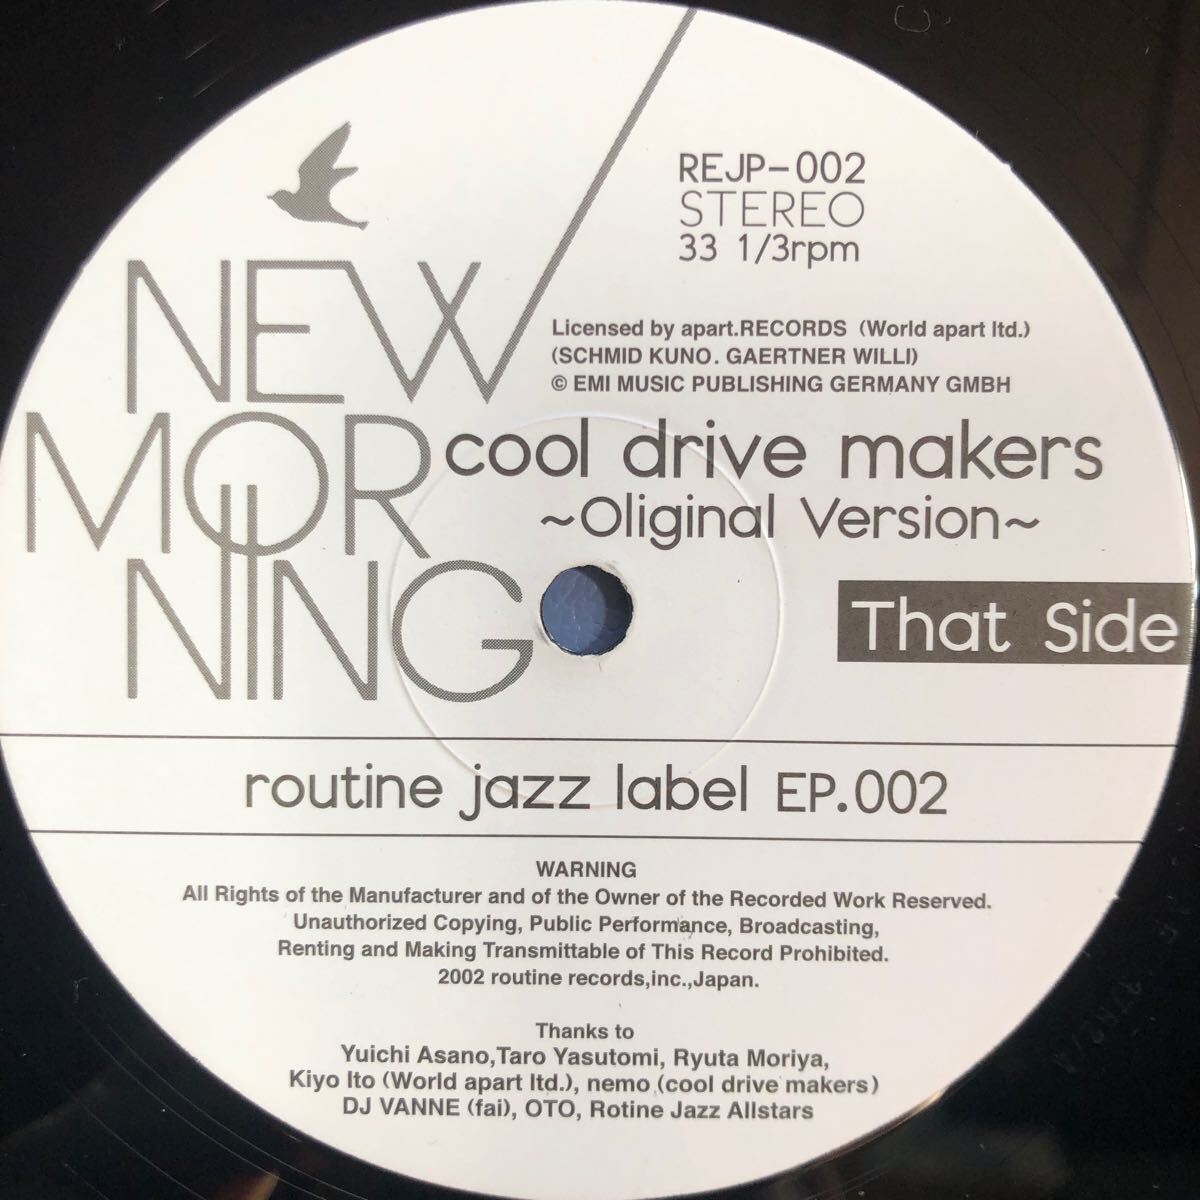 REJP-002
STEREO
33 1/3rpm
NEW
MOR
NING
Licensed by apart.RECORDS (World apart ltd.)
(SCHMID KUNO. GAERTNER WILLI)
© EMI MUSIC PUBLISHING GERMANY GMBH
cool drive makers
~Oliginal Version~
That Side
routine jazz label EP.002
WARNING
All Rights of the Manufacturer and of the Owner of the Recorded Work Reserved.
Unauthorized Copying, Public Performance, Broadcasting,
Renting and Making Transmittable of This Record Prohibited.
2002 routine records,inc.,Japan.
Thanks to
Yuichi Asano,Taro Yasutomi, Ryuta Moriya,
Kiyo Ito (World apart ltd.), nemo (cool drive makers)
DJ VANNE (fai), OTO, Rotine Jazz Allstars